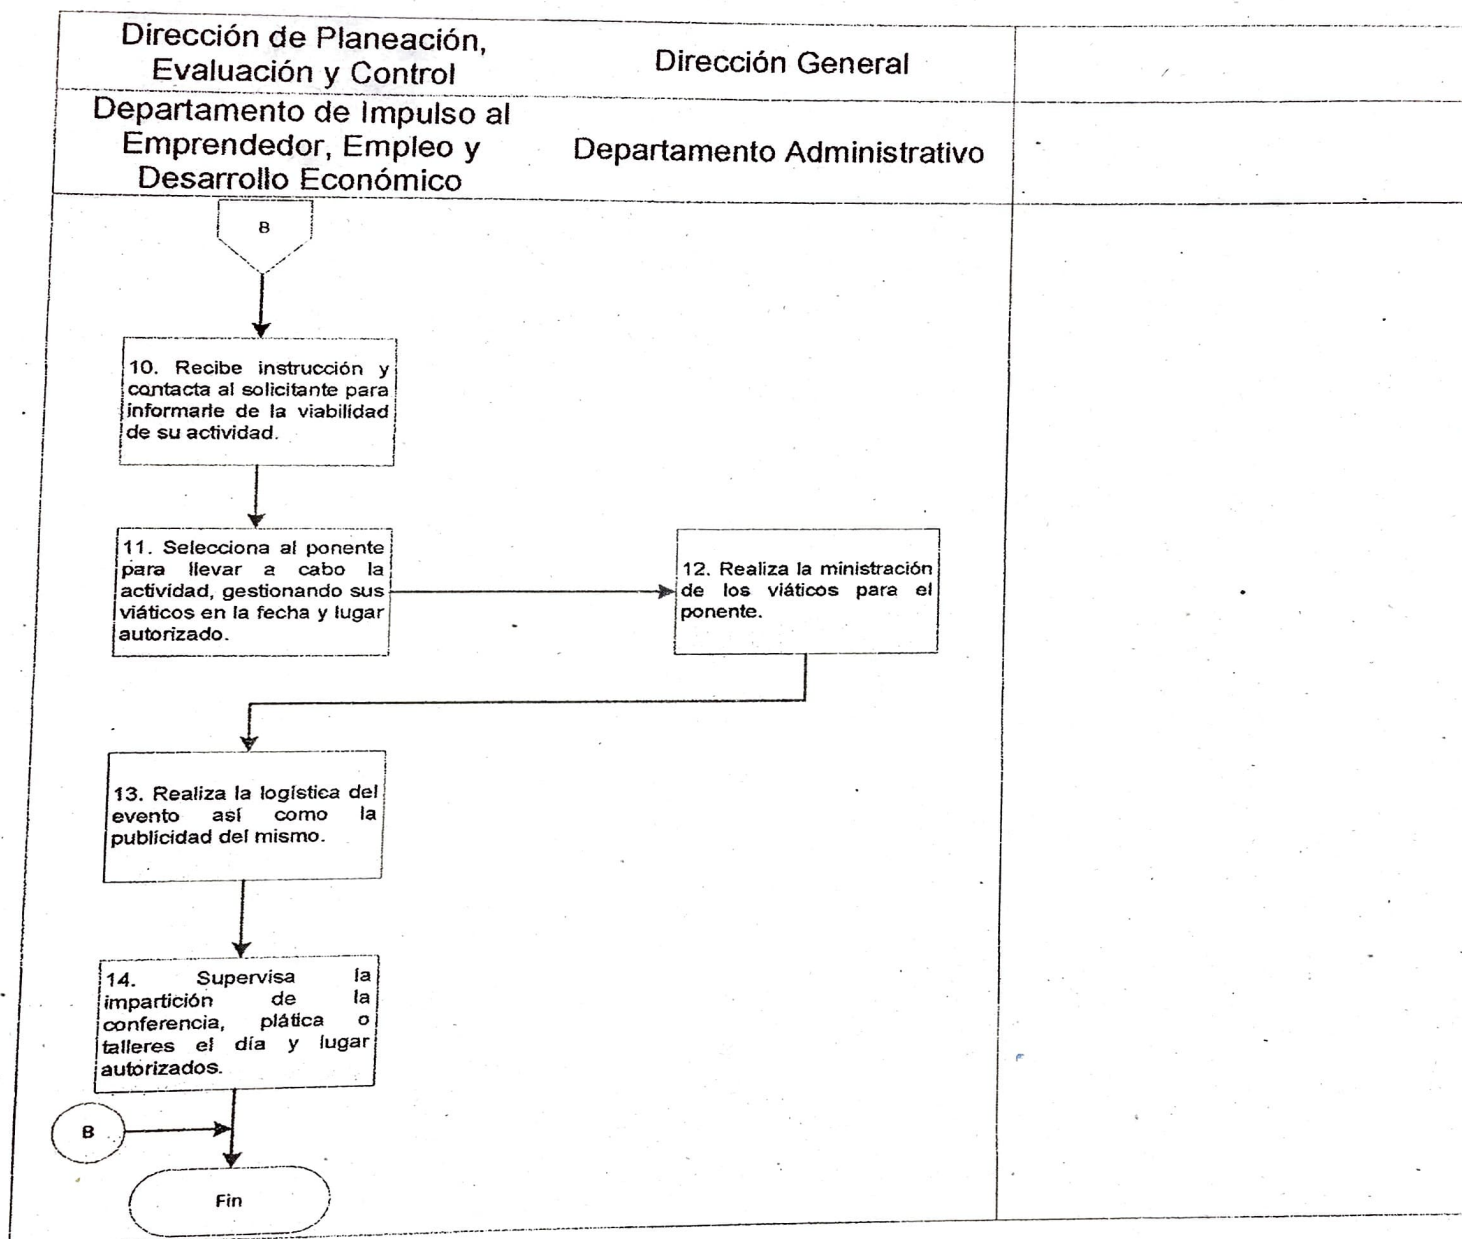 Dirección de Planeación,
Evaluación y Control
Dirección General
Departamento de Impulso al
Emprendedor, Empleo y
Desarrollo Económico
Departamento Administrativo
B
10. Recibe instrucción y
contacta al solicitante para
informarle de la viabilidad
de su actividad.
11. Selecciona al ponente
para llevar a cabo la
actividad, gestionando sus
viáticos en la fecha y lugar
autorizado.
12. Realiza la ministración
de los viáticos para el
ponente.
13. Realiza la logística del
evento así como la
publicidad del mismo.
14. Supervisa la
impartición de la
conferencia, plática o
talleres el día y lugar
autorizados.
B
Fin